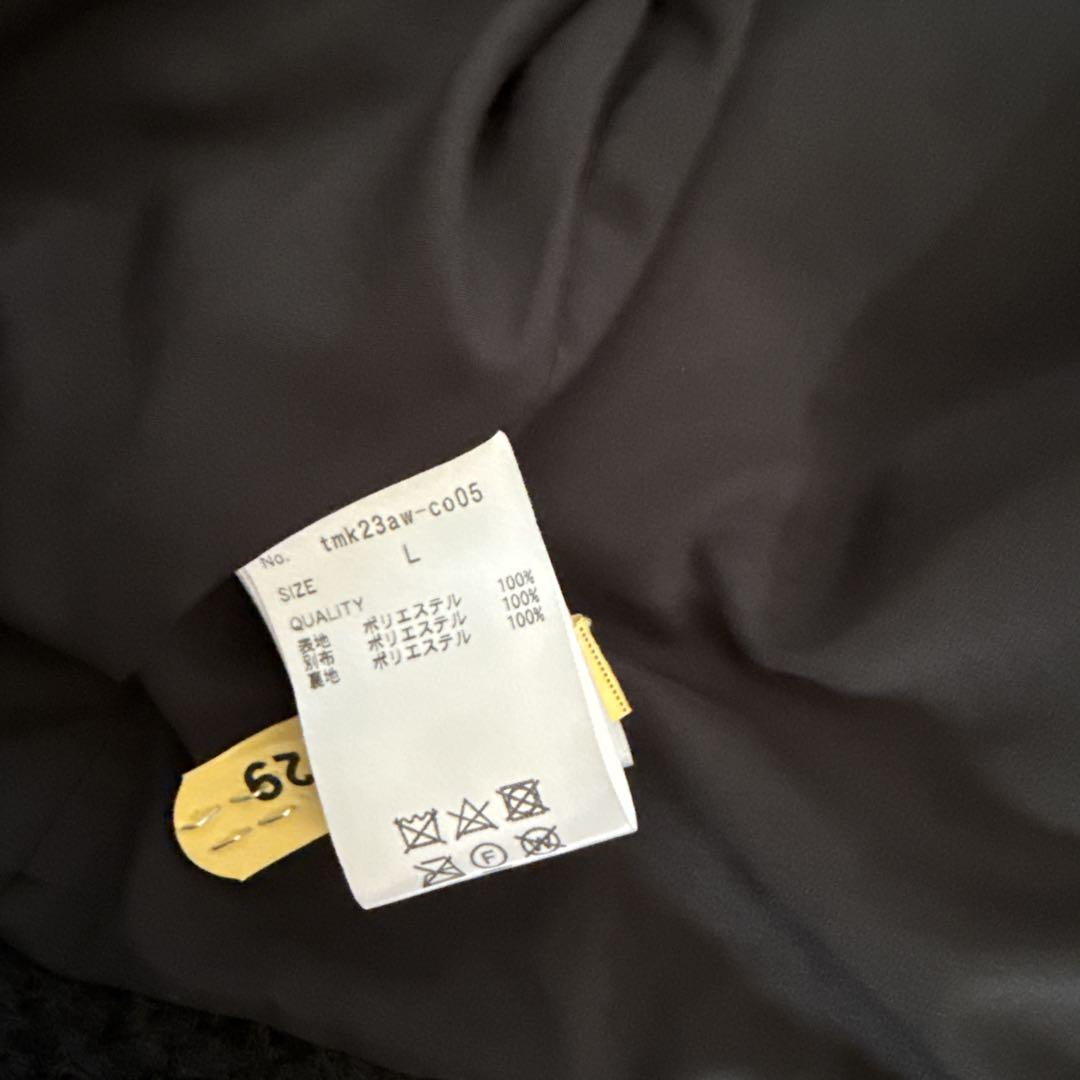 No. tmk23aw-co05
SIZE L
QUALITY
表地 ポリエステル 100%
別布 ポリエステル 100%
裏地 ポリエステル 100%
F
W
29